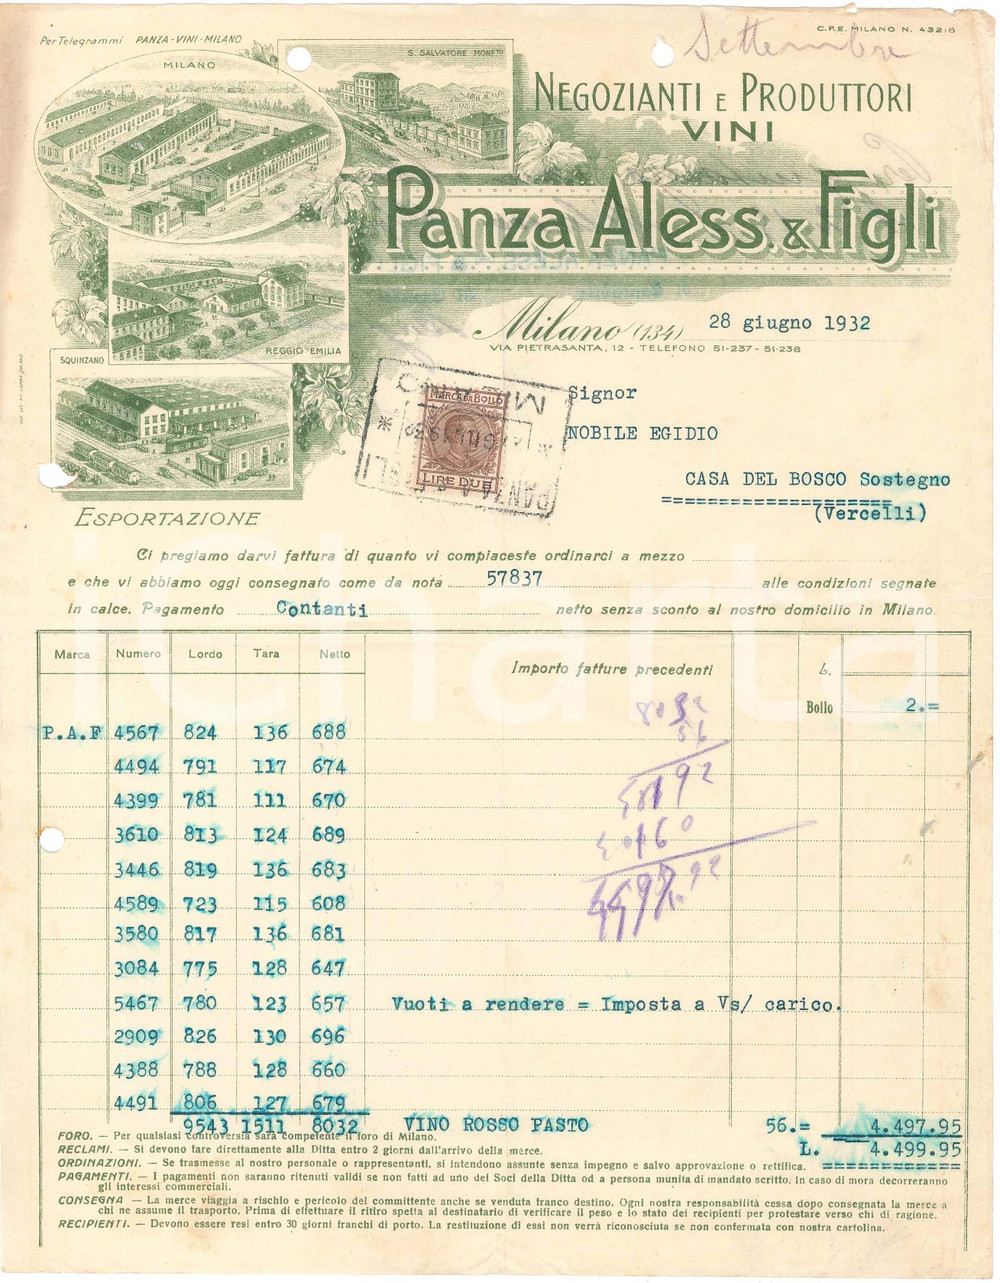 Per Telegrammi PANZA-VINI-MILANO
C.P.E. MILANO N. 43216
Settembre
MILANO
S. SALVATORE MONF.TO
NEGOZIANTI E PRODUTTORI
VINI
PANZA ALESS. & FIGLI
REGGIO EMILIA
SQUINZANO
Milano (134) 28 giugno 1932
VIA PIETRASANTA, 12 - TELEFONO 51-237 - 51-238
MARCA DA BOLLO
LIRE DUE
MILANO
PANZA A. & FIGLI
Signor
NOBILE EGIDIO
CASA DEL BOSCO Sostegno
(Vercelli)
ESPORTAZIONE
Ci pregiamo darvi fattura di quanto vi compiaceste ordinarci a mezzo
e che vi abbiamo oggi consegnato come da nota 57837 alle condizioni segnate
in calce. Pagamento Contanti netto senza sconto al nostro domicilio in Milano.
Marca Numero Lordo Tara Netto Importo fatture precedenti L.
Bollo 2.=
P.A.F 4567 824 136 688
4494 791 117 674
4399 781 111 670
3610 813 124 689
3446 819 136 683
4589 723 115 608
3580 817 136 681
3084 775 128 647
5467 780 123 657 Vuoti a rendere = Imposta a Vs/ carico.
2909 826 130 696
4388 788 128 660
4491 806 127 679
9543 1511 8032 VINO ROSSO PASTO 56.= 4.497.95
L. 4.499.95
8032
56
FORO. — Per qualsiasi controversia sarà competente il foro di Milano.
RECLAMI. — Si devono fare direttamente alla Ditta entro 2 giorni dall'arrivo della merce.
ORDINAZIONI. — Se trasmesse al nostro personale o rappresentanti, si intendono assunte senza impegno e salvo approvazione o rettifica.
PAGAMENTI. — I pagamenti non saranno ritenuti validi se non fatti ad uno dei Soci della Ditta od a persona munita di mandato scritto. In caso di mora decorreranno
gli interessi commerciali.
CONSEGNA — La merce viaggia a rischio e pericolo del committente anche se venduta franco destino. Ogni nostra responsabilità cessa dopo consegnata la merce a
chi ne assume il trasporto. Prima di effettuare il ritiro spetta al destinatario di verificare il peso e lo stato dei recipienti per protestare verso chi di ragione.
RECIPIENTI. — Devono essere resi entro 30 giorni franchi di porto. La restituzione di essi non verrà riconosciuta se non confermata con nostra cartolina.
icharta